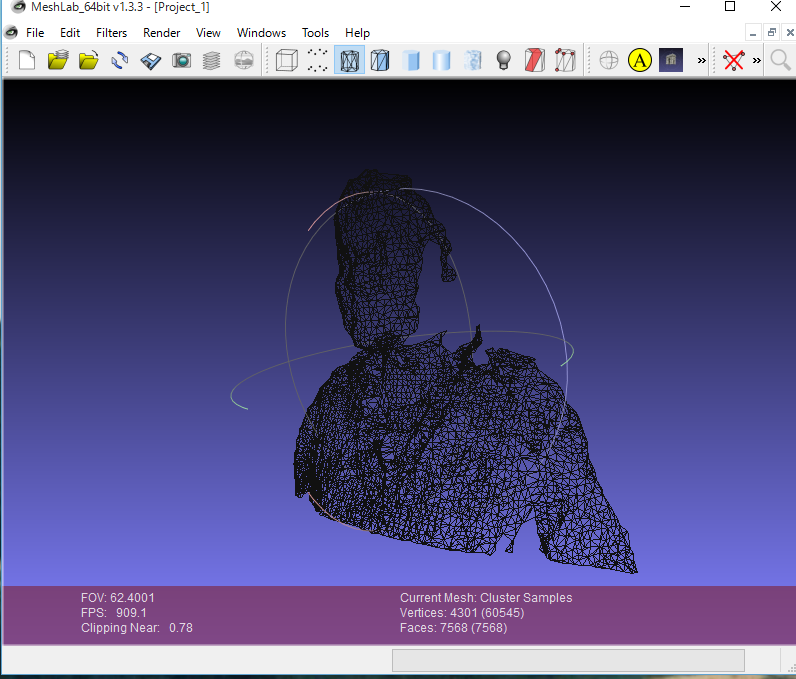 MeshLab_64bit v1.3.3 - [Project_1]
File Edit Filters Render View Windows Tools Help
A » »
FOV: 62.4001
FPS: 909.1
Clipping Near: 0.78
Current Mesh: Cluster Samples
Vertices: 4301 (60545)
Faces: 7568 (7568)